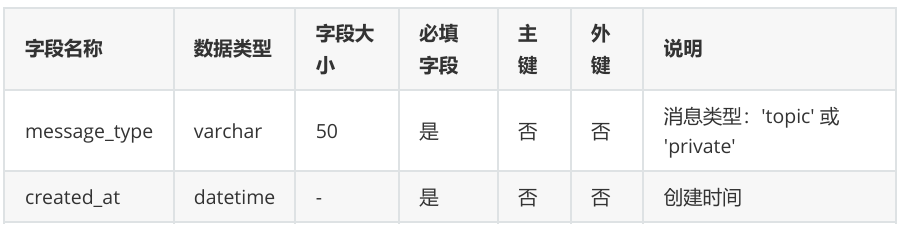 字段名称 数据类型 字段大小 必填字段 主键 外键 说明
message_type varchar 50 是 否 否 消息类型：'topic' 或 'private'
created_at datetime - 是 否 否 创建时间